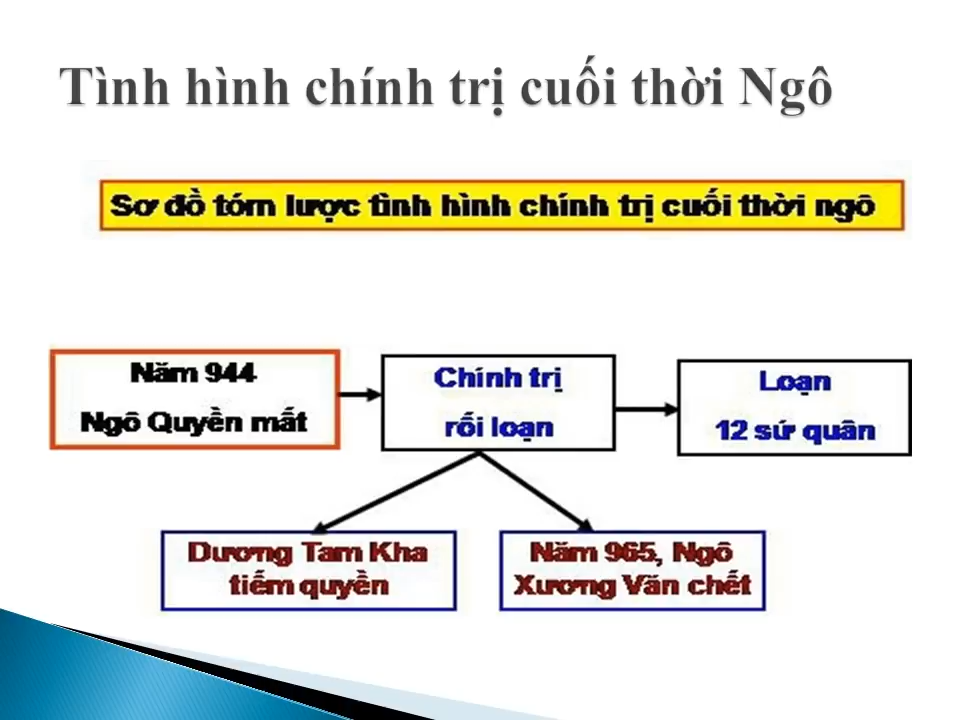 Tình hình chính trị cuối thời Ngô
Sơ đồ tóm lược tình hình chính trị cuối thời ngô
Năm 944
Ngô Quyền mất
Chính trị
rối loạn
Loạn
12 sứ quân
Dương Tam Kha
tiếm quyền
Năm 965, Ngô
Xương Văn chết